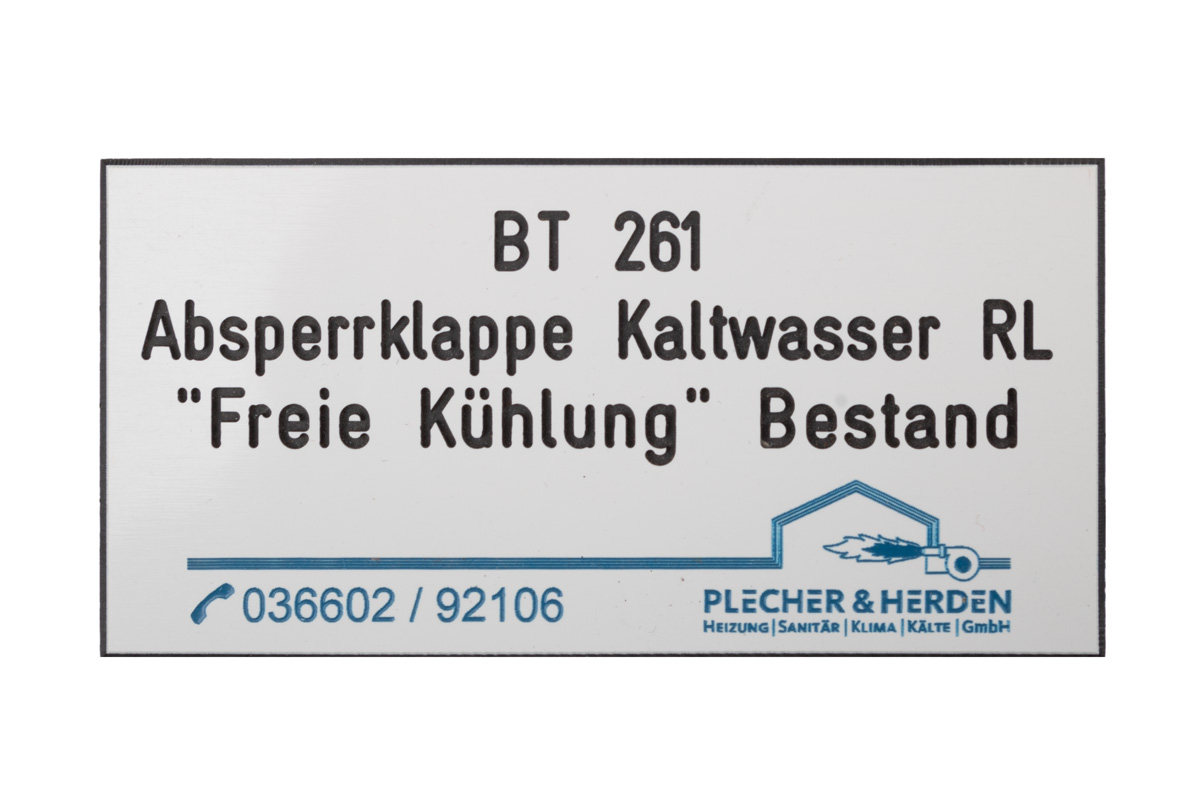 BT 261
Absperrklappe Kaltwasser RL
"Freie Kühlung" Bestand
036602 / 92106
PLECHER & HERDEN
HEIZUNG | SANITÄR | KLIMA | KÄLTE | GmbH